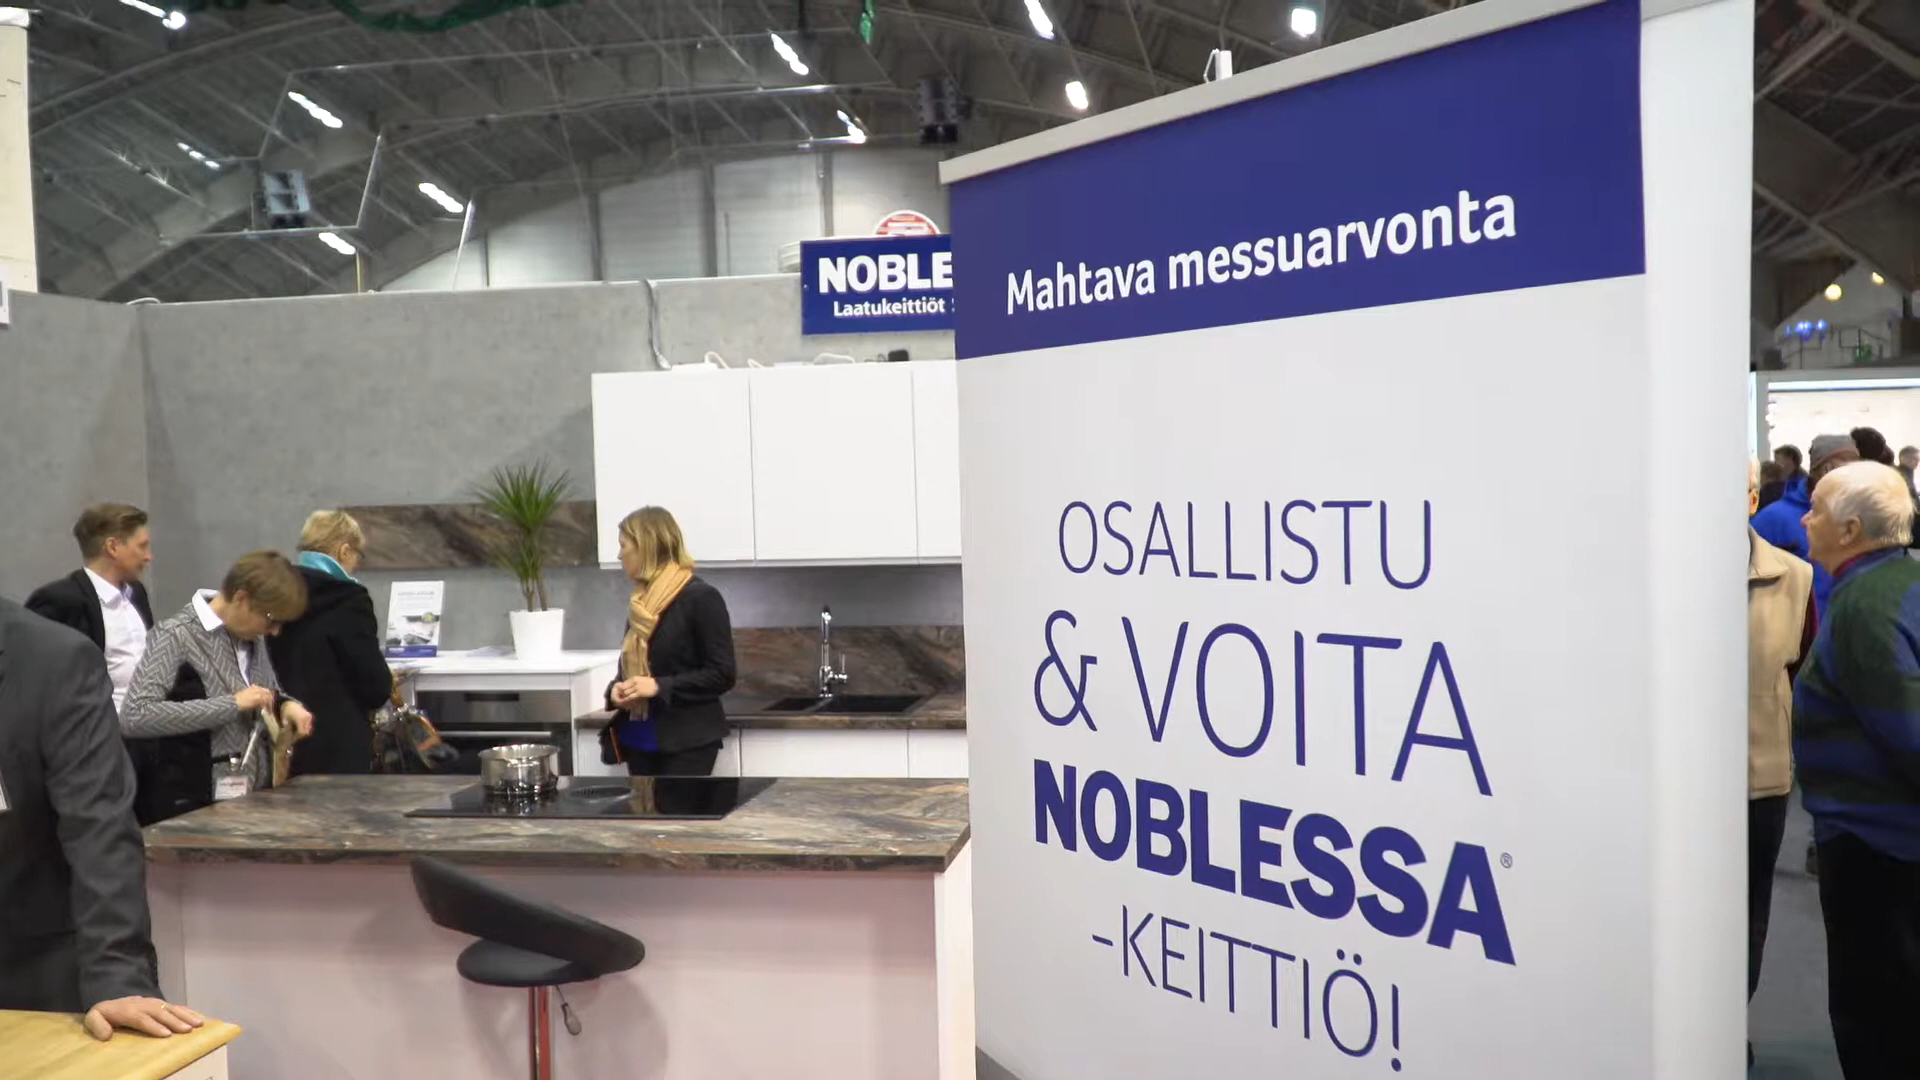 NOBLE
Laatukeittiöt
Mahtava messuarvonta
OSALLISTU
& VOITA
NOBLESSA®
-KEITTIÖ!